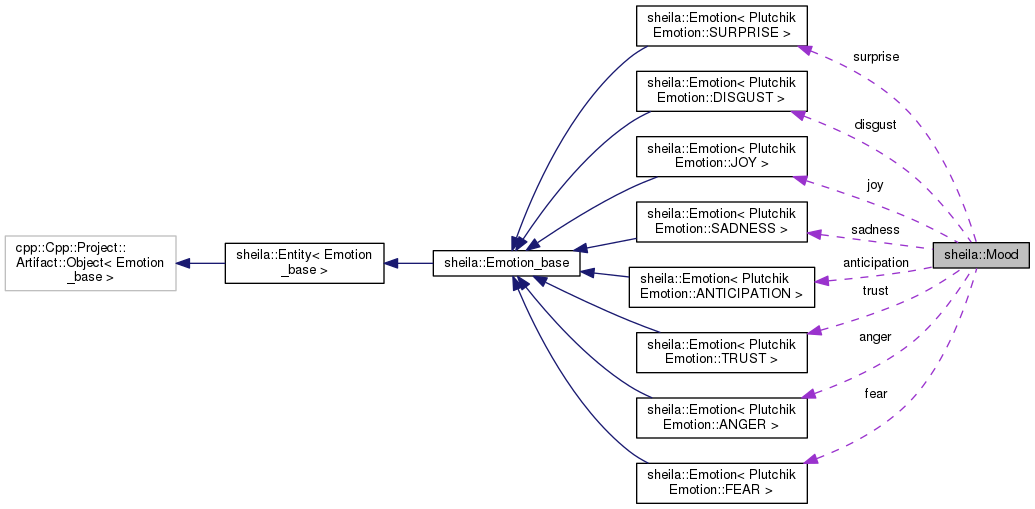 sheila::Emotion< Plutchik
Emotion::SURPRISE >
surprise
sheila::Emotion< Plutchik
Emotion::DISGUST >
disgust
sheila::Emotion< Plutchik
Emotion::JOY >
joy
sheila::Emotion< Plutchik
Emotion::SADNESS >
sadness
cpp::Cpp::Project::
Artifact::Object< Emotion
_base >
sheila::Entity< Emotion
_base >
sheila::Emotion_base
sheila::Emotion< Plutchik
Emotion::ANTICIPATION >
anticipation
sheila::Mood
sheila::Emotion< Plutchik
Emotion::TRUST >
trust
sheila::Emotion< Plutchik
Emotion::ANGER >
anger
sheila::Emotion< Plutchik
Emotion::FEAR >
fear